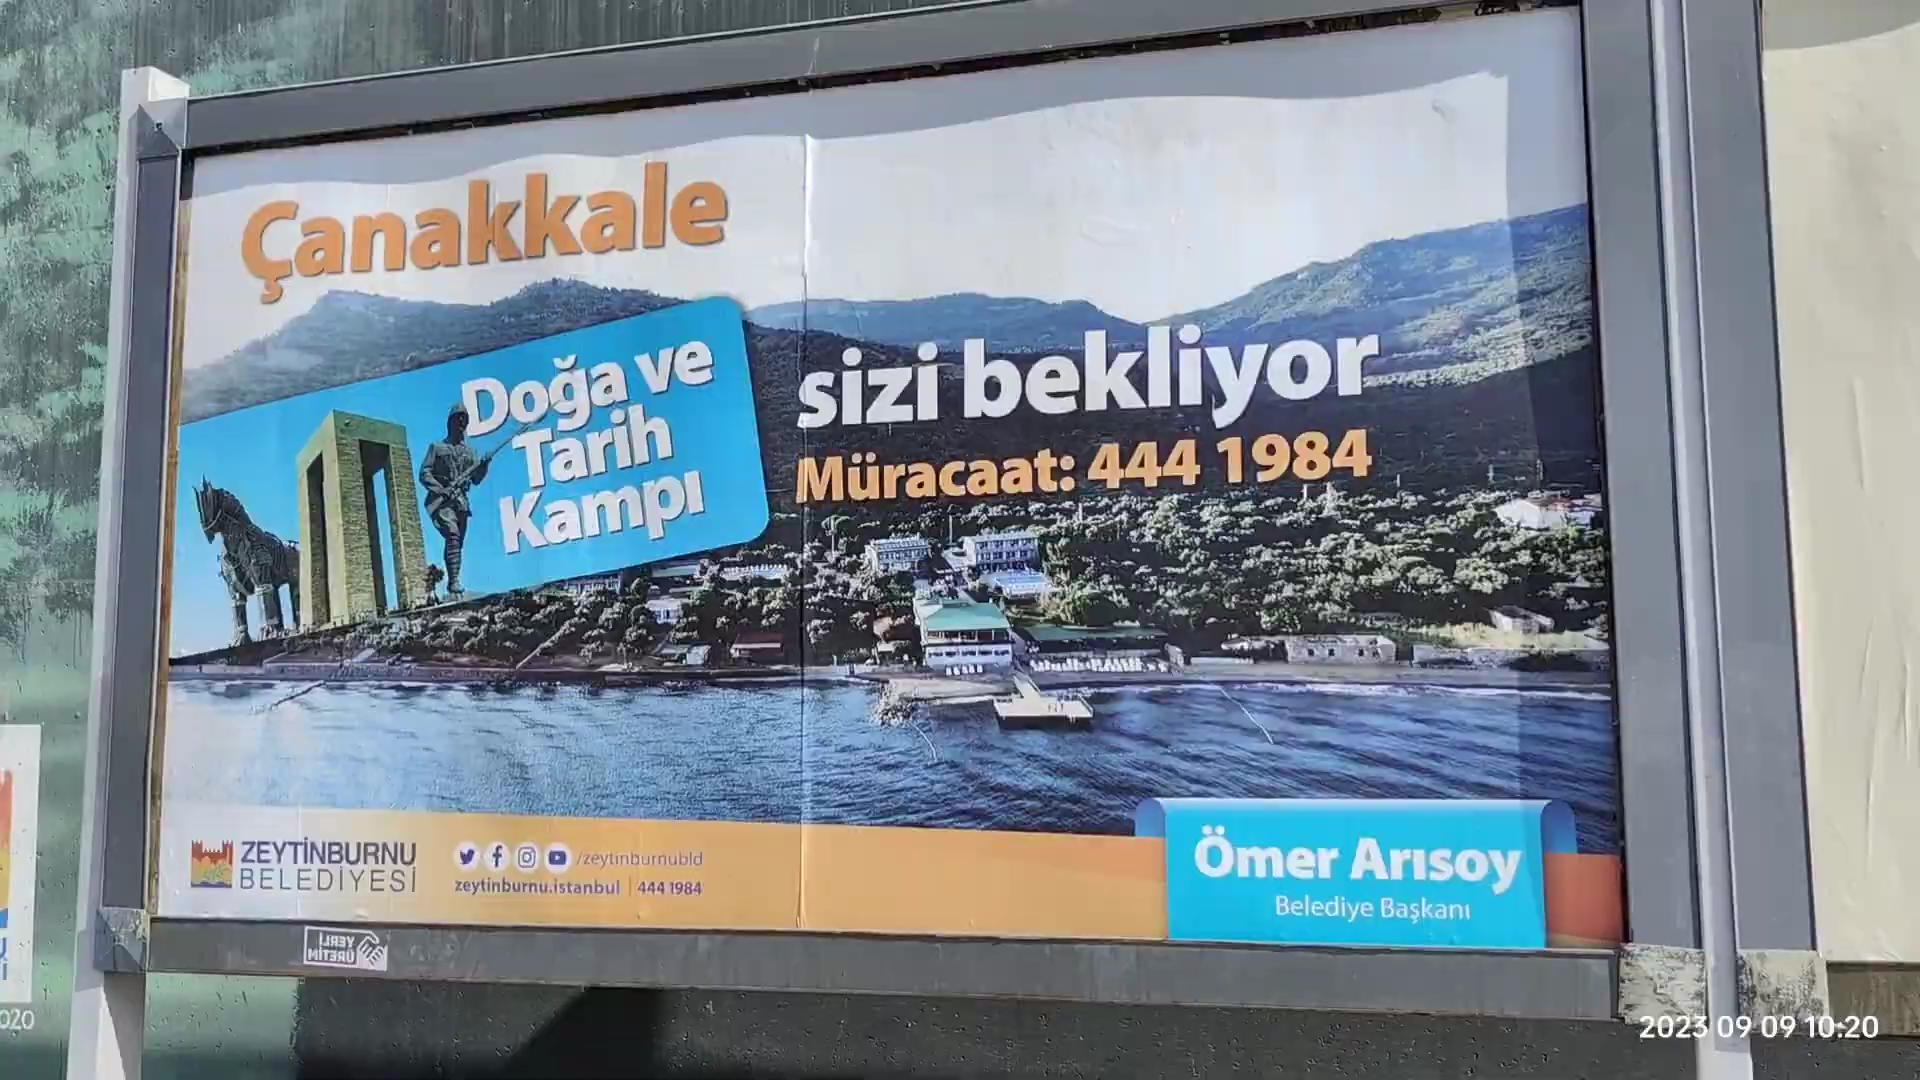 Çanakkale
Doğa ve
Tarih
Kampı
sizi bekliyor
Müracaat: 444 1984
ZEYTİNBURNU
BELEDİYESİ
/zeytinburnubld
zeytinburnu.istanbul | 444 1984
Ömer Arısoy
Belediye Başkanı
YERLİ
ÜRETİM
020
2023 09 09 10:20